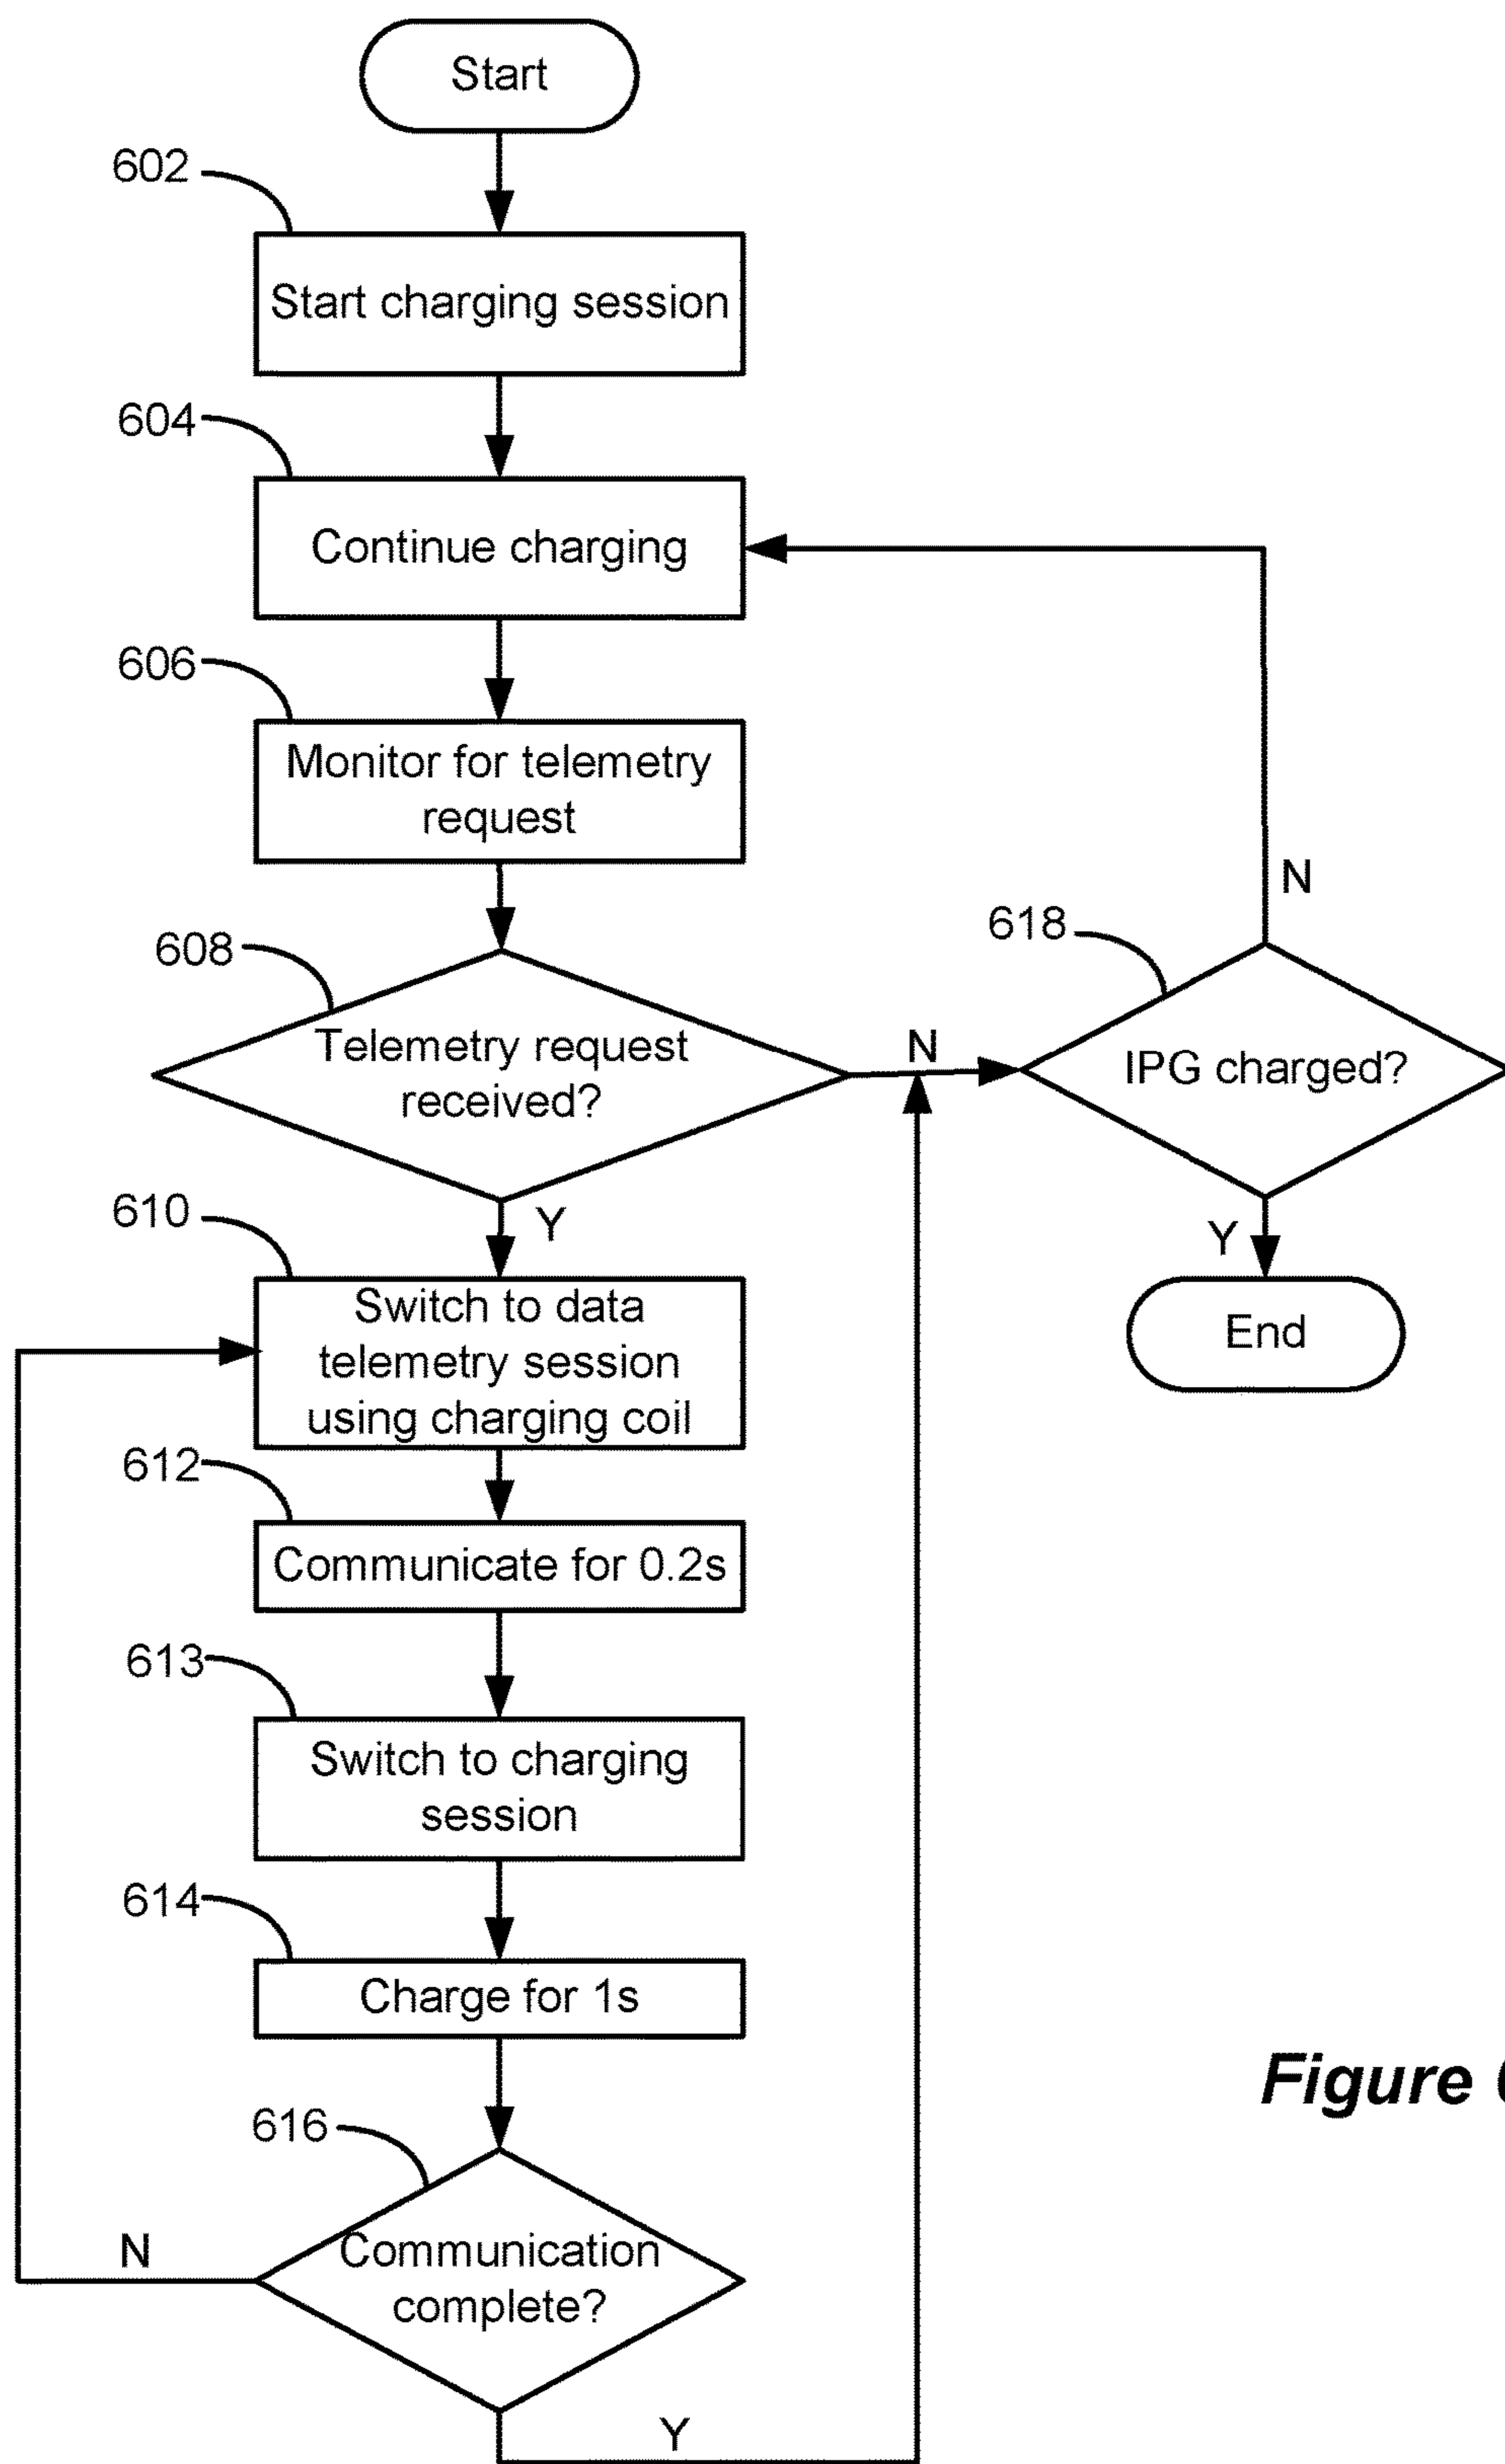 Start
602
Start charging session
604
Continue charging
606
Monitor for telemetry
request
N
608
618
Telemetry request
received?
N
IPG charged?
610
Y
Y
Switch to data
telemetry session
using charging coil
End
612
Communicate for 0.2s
613
Switch to charging
session
614
Charge for 1s
Figure
616
N
Communication
complete?
Y